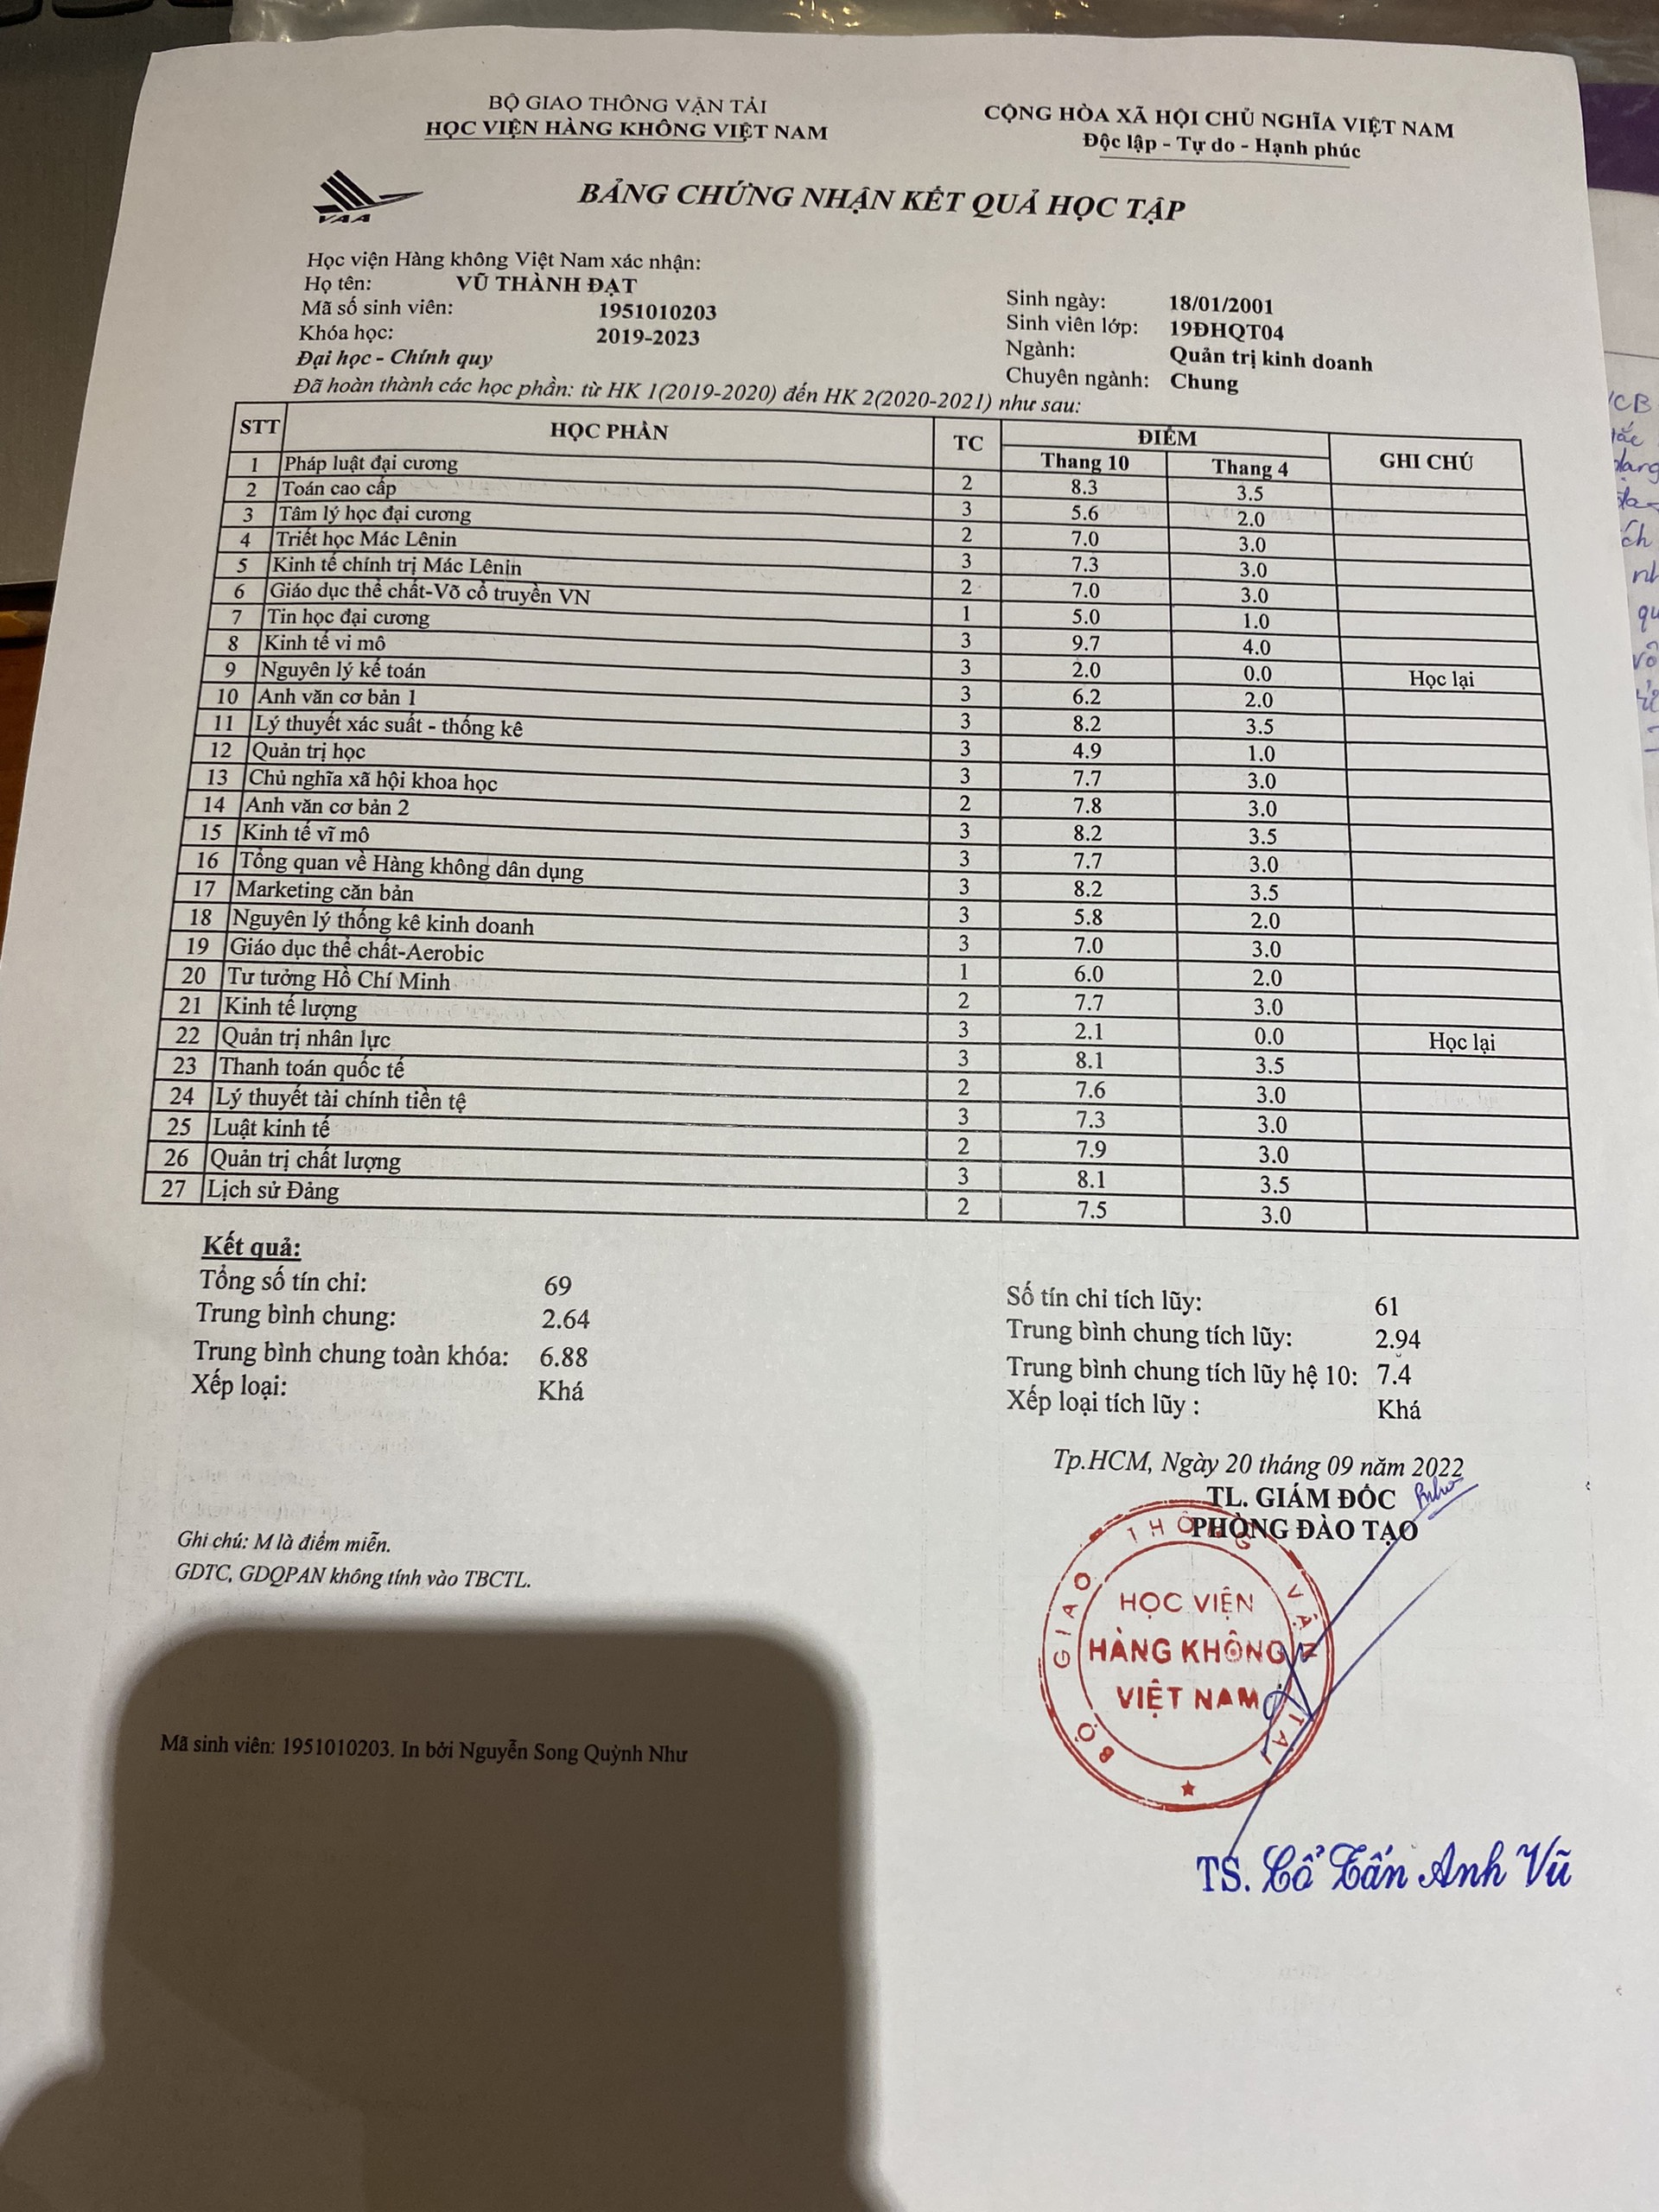 BỘ GIAO THÔNG VẬN TẢI
HỌC VIỆN HÀNG KHÔNG VIỆT NAM
CỘNG HÒA XÃ HỘI CHỦ NGHĨA VIỆT NAM
Độc lập - Tự do - Hạnh phúc
VAA
BẢNG CHỨNG NHẬN KẾT QUẢ HỌC TẬP
Học viện Hàng không Việt Nam xác nhận:
Họ tên: VŨ THÀNH ĐẠT
Sinh ngày: 18/01/2001
Mã số sinh viên: 1951010203
Sinh viên lớp: 19ĐHQT04
Khóa học: 2019-2023
Ngành: Quản trị kinh doanh
Đại học - Chính quy
Chuyên ngành: Chung
Đã hoàn thành các học phần: từ HK 1(2019-2020) đến HK 2(2020-2021) như sau:
STT HỌC PHẦN TC ĐIỂM GHI CHÚ
Thang 10 Thang 4
1 Pháp luật đại cương 2 8.3 3.5
2 Toán cao cấp 3 5.6 2.0
3 Tâm lý học đại cương 2 7.0 3.0
4 Triết học Mác Lênin 3 7.3 3.0
5 Kinh tế chính trị Mác Lênin 2 7.0 3.0
6 Giáo dục thể chất-Võ cổ truyền VN 1 5.0 1.0
7 Tin học đại cương 3 9.7 4.0
8 Kinh tế vi mô 3 2.0 0.0 Học lại
9 Nguyên lý kế toán 3 6.2 2.0
10 Anh văn cơ bản 1 3 8.2 3.5
11 Lý thuyết xác suất - thống kê 3 4.9 1.0
12 Quản trị học 3 7.7 3.0
13 Chủ nghĩa xã hội khoa học 2 7.8 3.0
14 Anh văn cơ bản 2 3 8.2 3.5
15 Kinh tế vĩ mô 3 7.7 3.0
16 Tổng quan về Hàng không dân dụng 3 8.2 3.5
17 Marketing căn bản 3 5.8 2.0
18 Nguyên lý thống kê kinh doanh 3 7.0 3.0
19 Giáo dục thể chất-Aerobic 1 6.0 2.0
20 Tư tưởng Hồ Chí Minh 2 7.7 3.0
21 Kinh tế lượng 3 2.1 0.0 Học lại
22 Quản trị nhân lực 3 8.1 3.5
23 Thanh toán quốc tế 2 7.6 3.0
24 Lý thuyết tài chính tiền tệ 3 7.3 3.0
25 Luật kinh tế 2 7.9 3.0
26 Quản trị chất lượng 3 8.1 3.5
27 Lịch sử Đảng 2 7.5 3.0
Kết quả:
Tổng số tín chỉ: 69
Số tín chỉ tích lũy: 61
Trung bình chung: 2.64
Trung bình chung tích lũy: 2.94
Trung bình chung toàn khóa: 6.88
Trung bình chung tích lũy hệ 10: 7.4
Xếp loại: Khá
Xếp loại tích lũy : Khá
Tp.HCM, Ngày 20 tháng 09 năm 2022
TL. GIÁM ĐỐC
PHÒNG ĐÀO TẠO
Ghi chú: M là điểm miễn.
GDTC, GDQPAN không tính vào TBCTL.
BỘ GIAO THÔNG VẬN TẢI
HỌC VIỆN
HÀNG KHÔNG
VIỆT NAM
Mã sinh viên: 1951010203. In bởi Nguyễn Song Quỳnh Như
TS. Cổ Tấn Anh Vũ